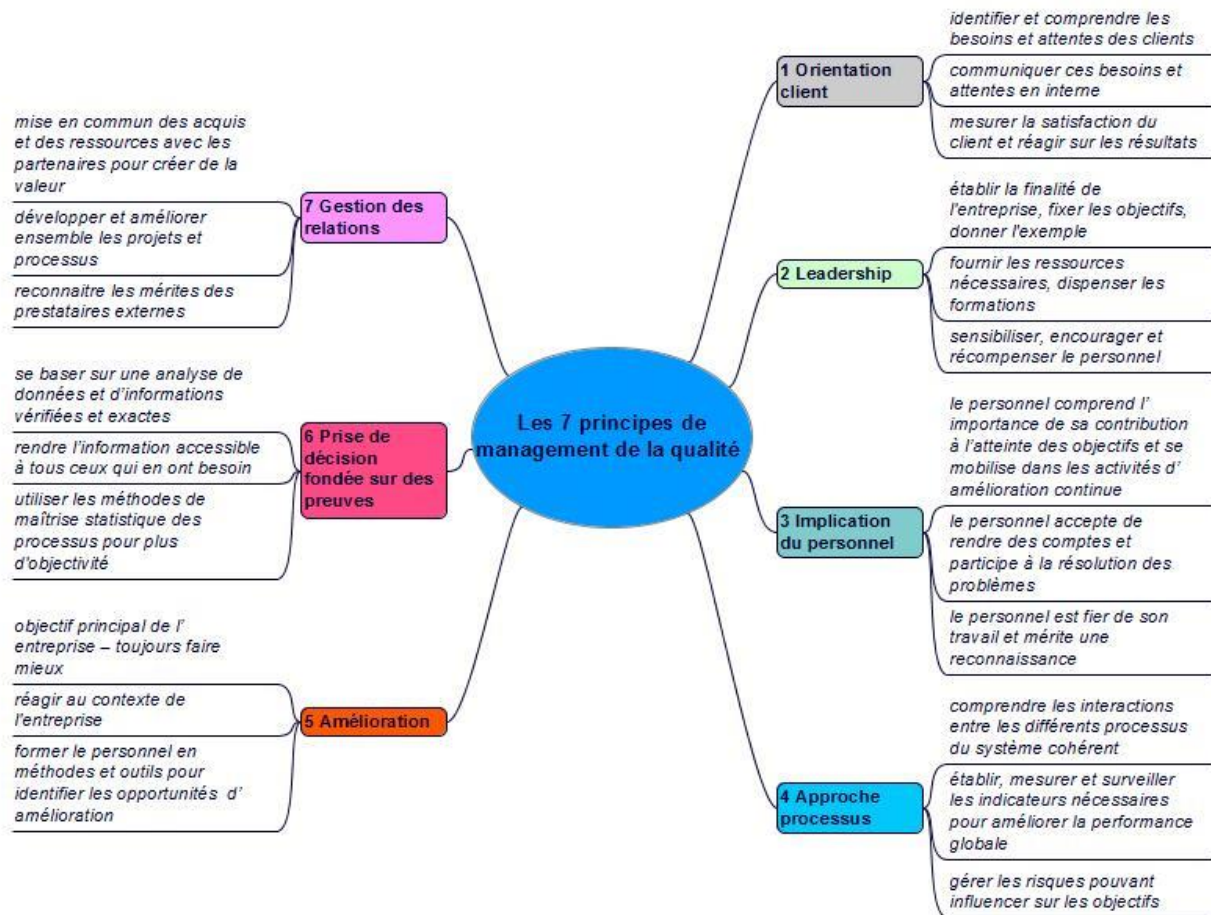 Les 7 principes de
management de la qualité
1 Orientation
client
identifier et comprendre les
besoins et attentes des clients
communiquer ces besoins et
attentes en interne
mesurer la satisfaction du
client et réagir sur les résultats
2 Leadership
établir la finalité de
l'entreprise, fixer les objectifs,
donner l'exemple
fournir les ressources
nécessaires, dispenser les
formations
sensibiliser, encourager et
récompenser le personnel
3 Implication
du personnel
le personnel comprend l’
importance de sa contribution
à l’atteinte des objectifs et se
mobilise dans les activités d’
amélioration continue
le personnel accepte de
rendre des comptes et
participe à la résolution des
problèmes
le personnel est fier de son
travail et mérite une
reconnaissance
4 Approche
processus
comprendre les interactions
entre les différents processus
du système cohérent
établir, mesurer et surveiller
les indicateurs nécessaires
pour améliorer la performance
globale
gérer les risques pouvant
influencer sur les objectifs
5 Amélioration
objectif principal de l’
entreprise – toujours faire
mieux
réagir au contexte de
l'entreprise
former le personnel en
méthodes et outils pour
identifier les opportunités d’
amélioration
6 Prise de
décision
fondée sur des
preuves
se baser sur une analyse de
données et d’informations
vérifiées et exactes
rendre l’information accessible
à tous ceux qui en ont besoin
utiliser les méthodes de
maîtrise statistique des
processus pour plus
d'objectivité
7 Gestion des
relations
mise en commun des acquis
et des ressources avec les
partenaires pour créer de la
valeur
développer et améliorer
ensemble les projets et
processus
reconnaitre les mérites des
prestataires externes